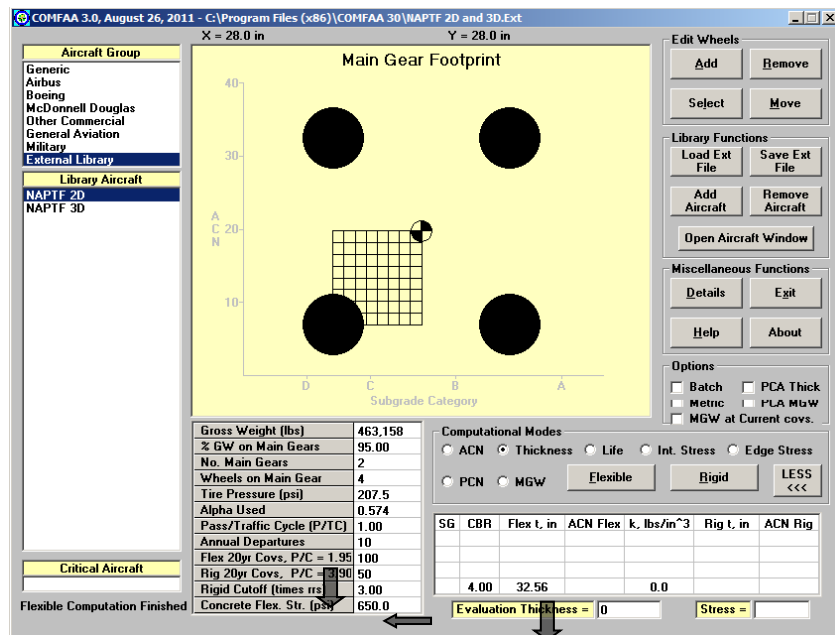 COMFAA 3.0, August 26, 2011 - C:\Program Files (x86)\COMFAA 30\NAPTF 2D and 3D.Ext
X = 28.0 in Y = 28.0 in
Aircraft Group
Generic
Airbus
Boeing
McDonnell Douglas
Other Commercial
General Aviation
Military
External Library
Library Aircraft
NAPTF 2D
NAPTF 3D
Critical Aircraft
Flexible Computation Finished
Main Gear Footprint
40
30
20
10
ACN
D C B A
Subgrade Category
Edit Wheels
Add Remove
Select Move
Library Functions
Load Ext File Save Ext File
Add Aircraft Remove Aircraft
Open Aircraft Window
Miscellaneous Functions
Details Exit
Help About
Options
Batch PCA Thick
Metric PCA MGW
MGW at Current covs.
Gross Weight (lbs) 463,158
% GW on Main Gears 95.00
No. Main Gears 2
Wheels on Main Gear 4
Tire Pressure (psi) 207.5
Alpha Used 0.574
Pass/Traffic Cycle (P/TC) 1.00
Annual Departures 10
Flex 20yr Covs, P/C = 1.95 100
Rig 20yr Covs, P/C = 3.90 50
Rigid Cutoff (times rrs) 3.00
Concrete Flex. Str. (psi) 650.0
Computational Modes
ACN Thickness Life Int. Stress Edge Stress
PCN MGW Flexible Rigid LESS <<<
SG CBR Flex t, in ACN Flex k, lbs/in^3 Rig t, in ACN Rig
4.00 32.56 0.0
Evaluation Thickness = 0 Stress =